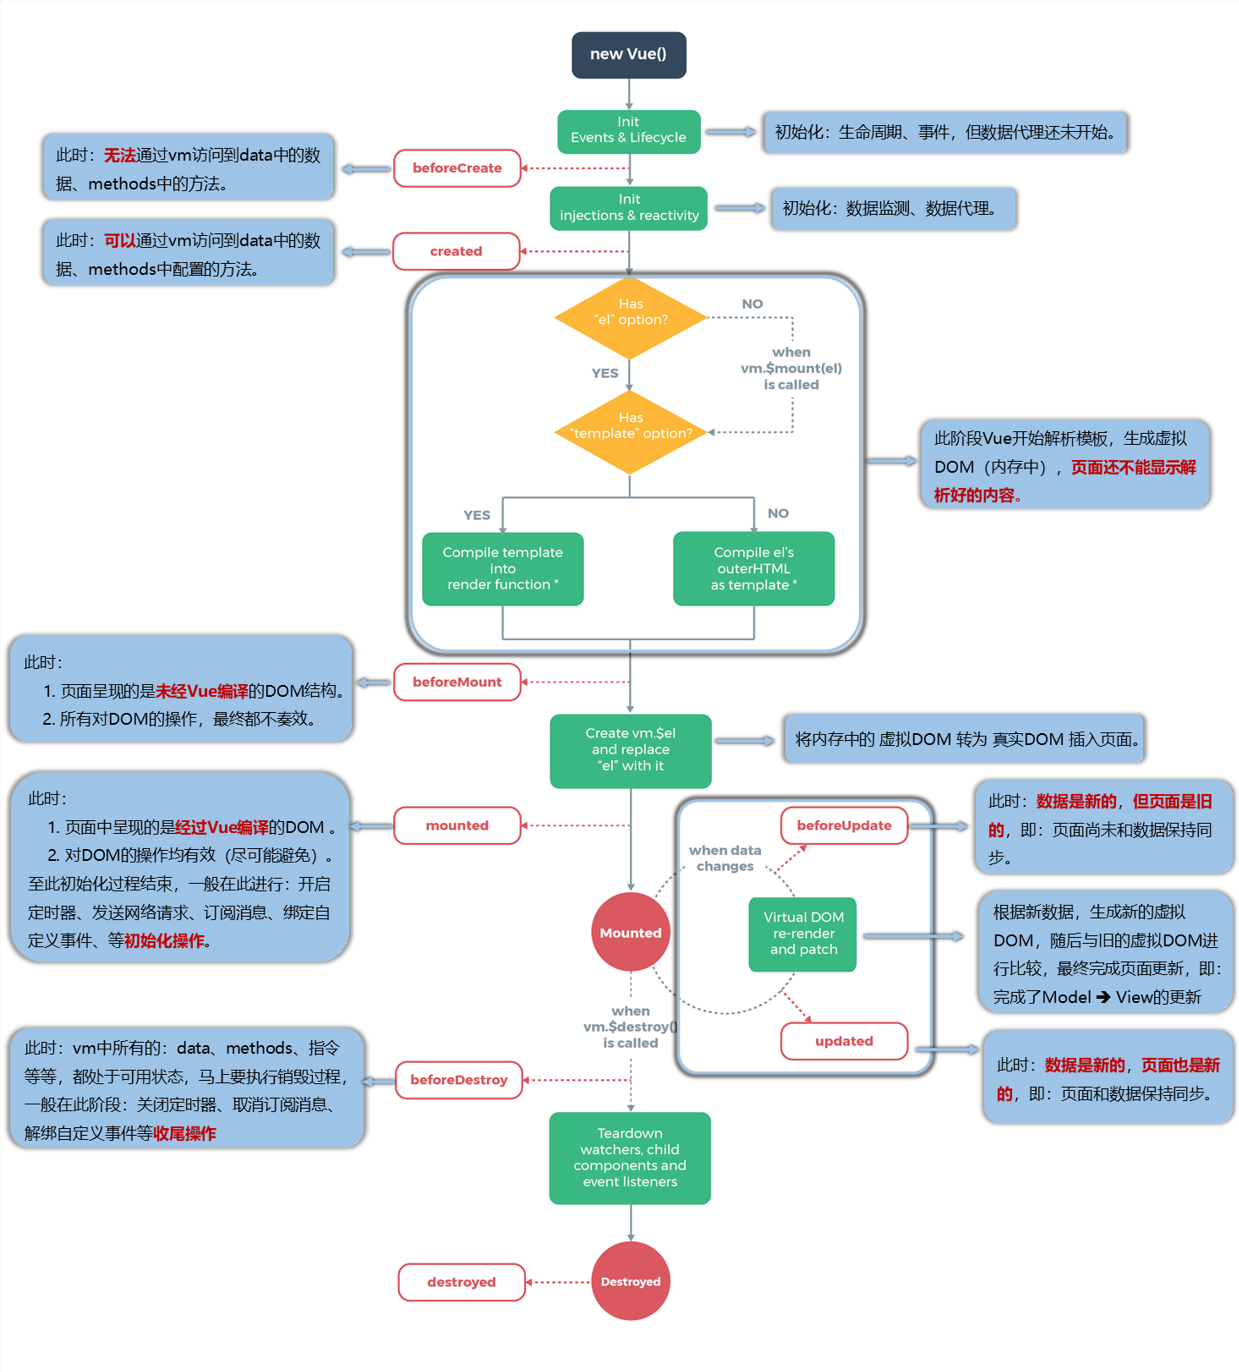 new Vue()
Init
Events & Lifecycle
初始化：生命周期、事件，但数据代理还未开始。
此时：无法通过vm访问到data中的数
据、methods中的方法。
beforeCreate
Init
injections & reactivity
初始化：数据监测、数据代理。
此时：可以通过vm访问到data中的数
据、methods中配置的方法。
created
Has
“el” option?
NO
when
vm.$mount(el)
is called
YES
Has
“template” option?
此阶段Vue开始解析模板，生成虚拟
DOM（内存中），页面还不能显示解
析好的内容。
YES
NO
Compile template
into
render function *
Compile el’s
outerHTML
as template *
此时：
1. 页面呈现的是未经Vue编译的DOM结构。
2. 所有对DOM的操作，最终都不奏效。
beforeMount
Create vm.$el
and replace
“el” with it
将内存中的 虚拟DOM 转为 真实DOM 插入页面。
此时：
1. 页面中呈现的是经过Vue编译的DOM 。
2. 对DOM的操作均有效（尽可能避免）。
至此初始化过程结束，一般在此进行：开启
定时器、发送网络请求、订阅消息、绑定自
定义事件、等初始化操作。
mounted
beforeUpdate
此时：数据是新的，但页面是旧
的，即：页面尚未和数据保持同
步。
when data
changes
Mounted
Virtual DOM
re-render
and patch
根据新数据，生成新的虚拟
DOM，随后与旧的虚拟DOM进
行比较，最终完成页面更新，即：
完成了Model ➔ View的更新
when
vm.$destroy()
is called
updated
此时：数据是新的，页面也是新
的，即：页面和数据保持同步。
此时：vm中所有的：data、methods、指令
等等，都处于可用状态，马上要执行销毁过程，
一般在此阶段：关闭定时器、取消订阅消息、
解绑自定义事件等收尾操作
beforeDestroy
Teardown
watchers, child
components and
event listeners
destroyed
Destroyed